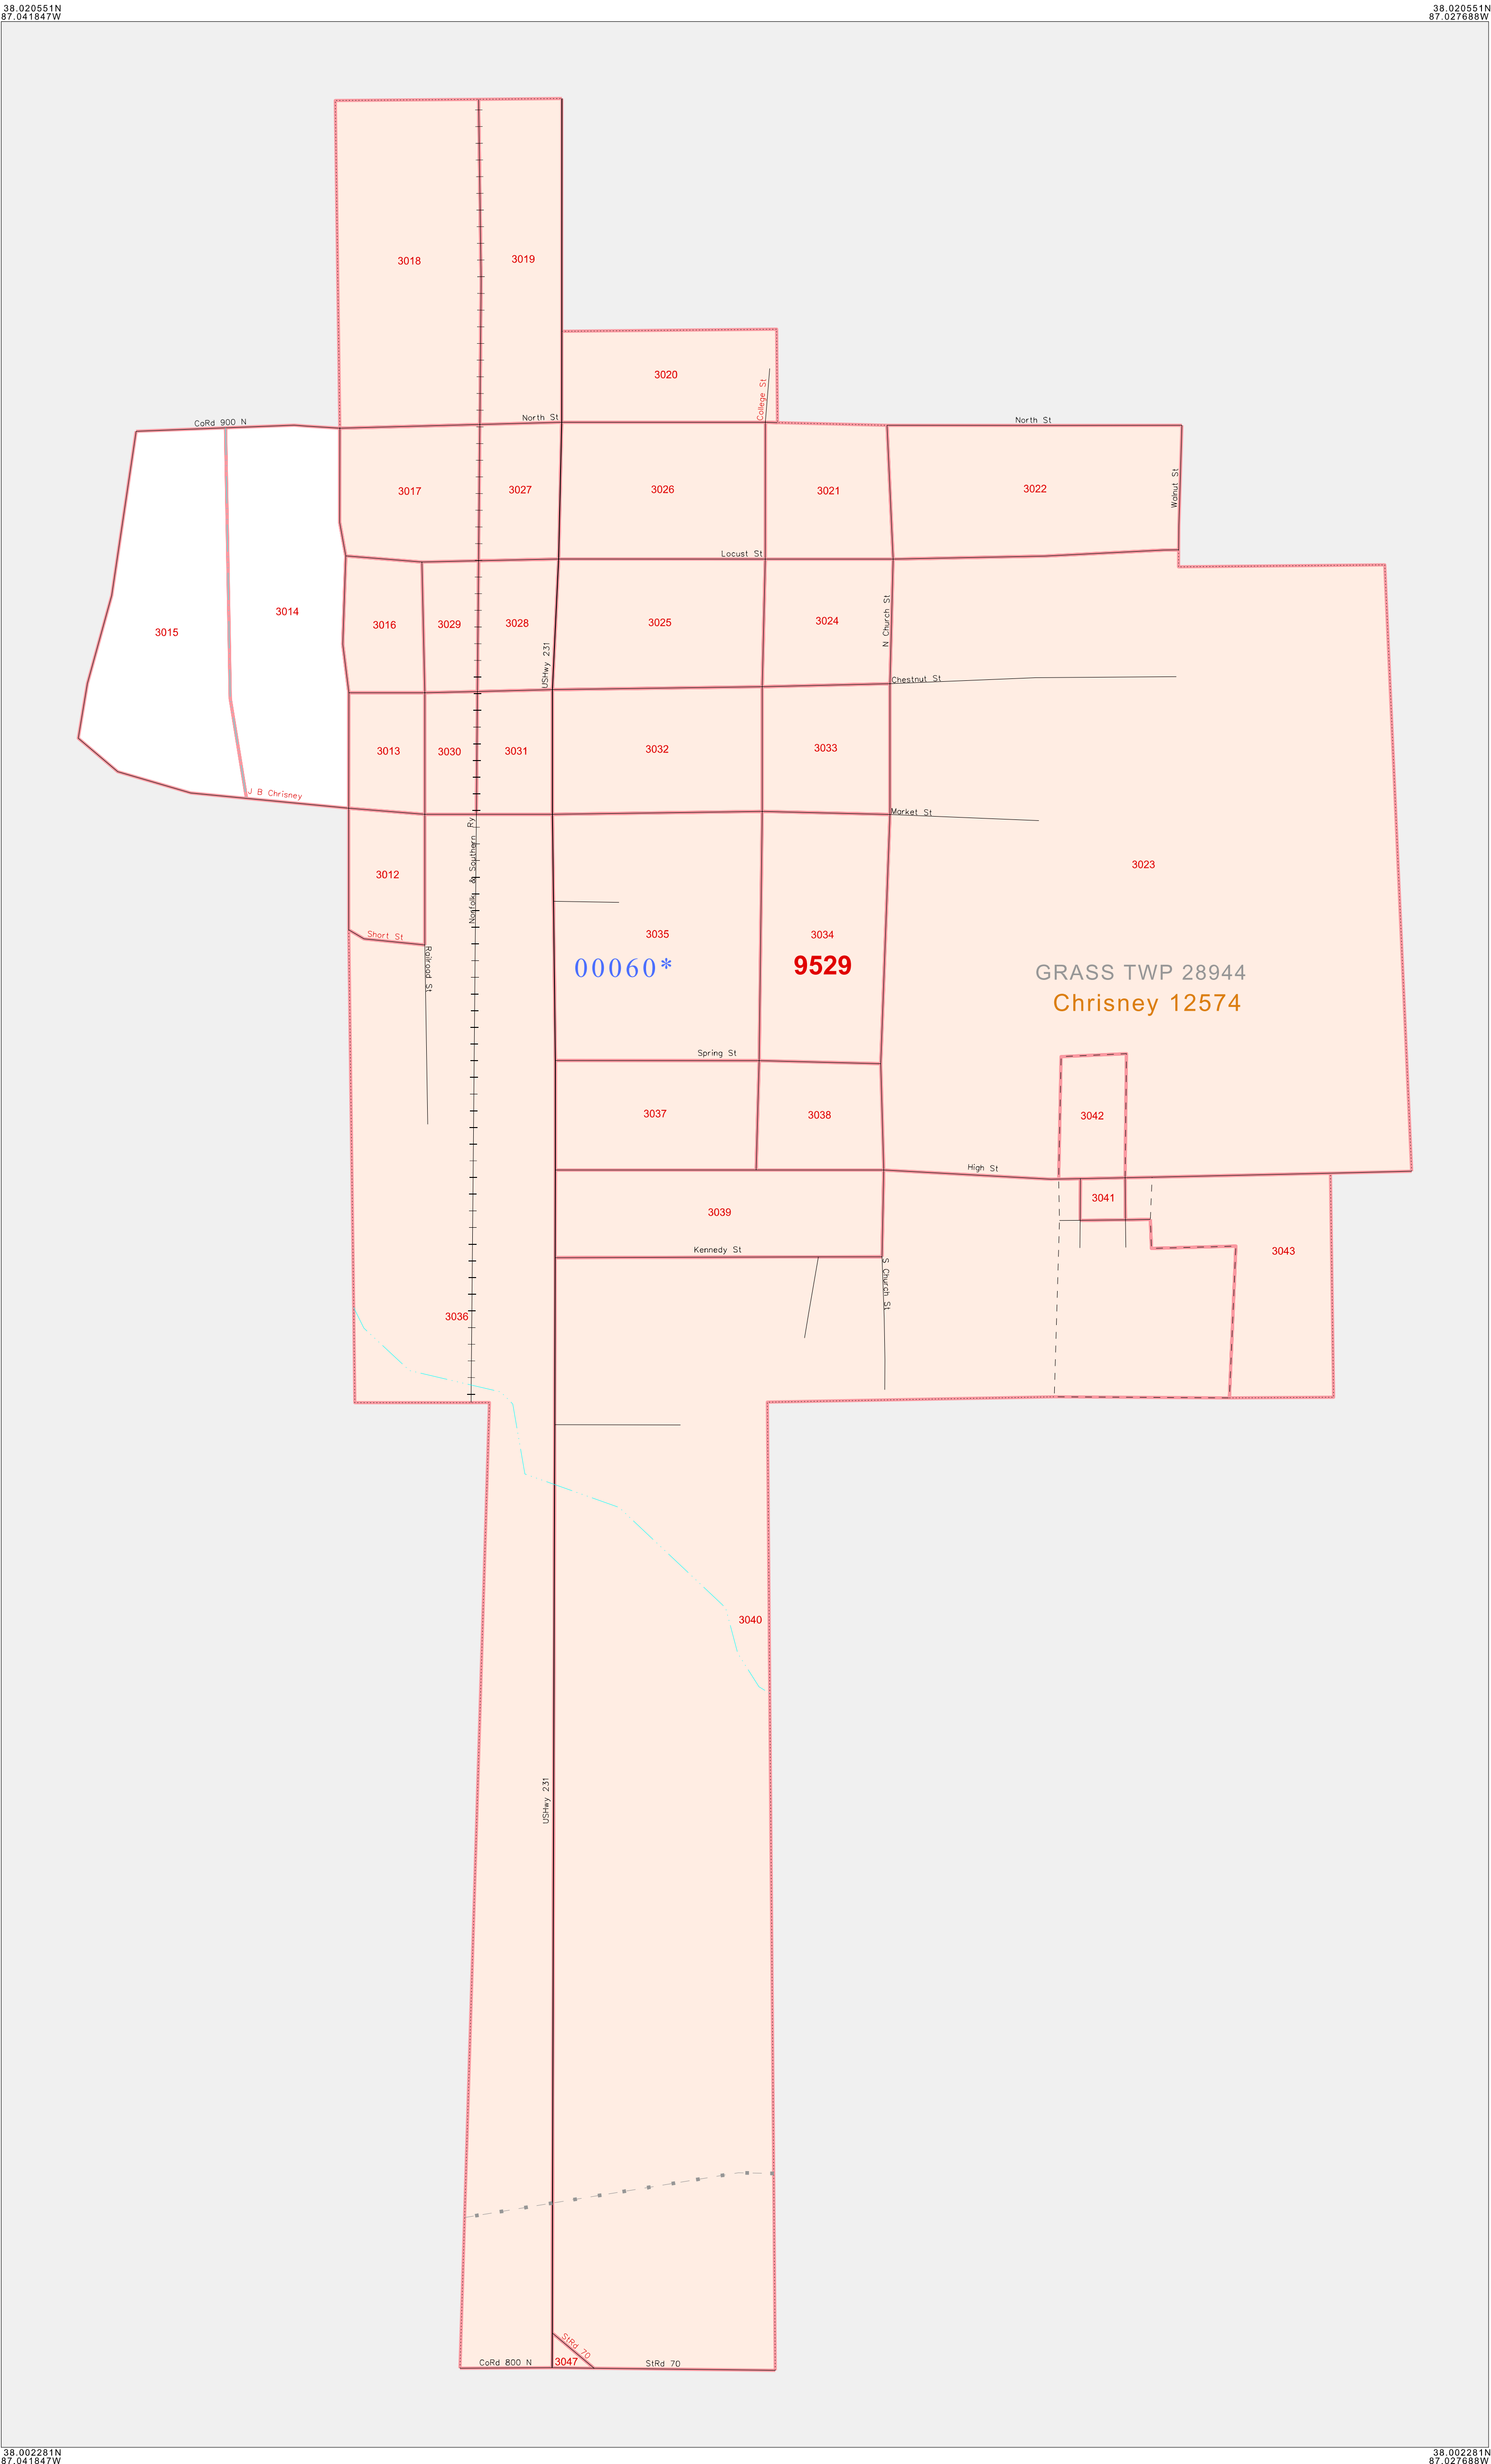 38.020551N
87.041847W
38.020551N
87.027688W
3018
3019
3020
College St
CoRd 900 N
North St
North St
3017
3027
3026
3021
3022
Walnut St
Locust St
3015
3014
3016
3029
3028
3025
3024
N Church St
USHwy 231
Chestnut St
3013
3030
3031
3032
3033
J B Chrisney
Market St
3023
Norfolk & Southern Ry
3012
Short St
Railroad St
3035
3034
00060*
9529
GRASS TWP 28944
Chrisney 12574
Spring St
3037
3038
3042
High St
3041
3039
Kennedy St
S Church St
3043
3036
3040
USHwy 231
StRd 70
CoRd 800 N
3047
StRd 70
38.002281N
87.041847W
38.002281N
87.027688W